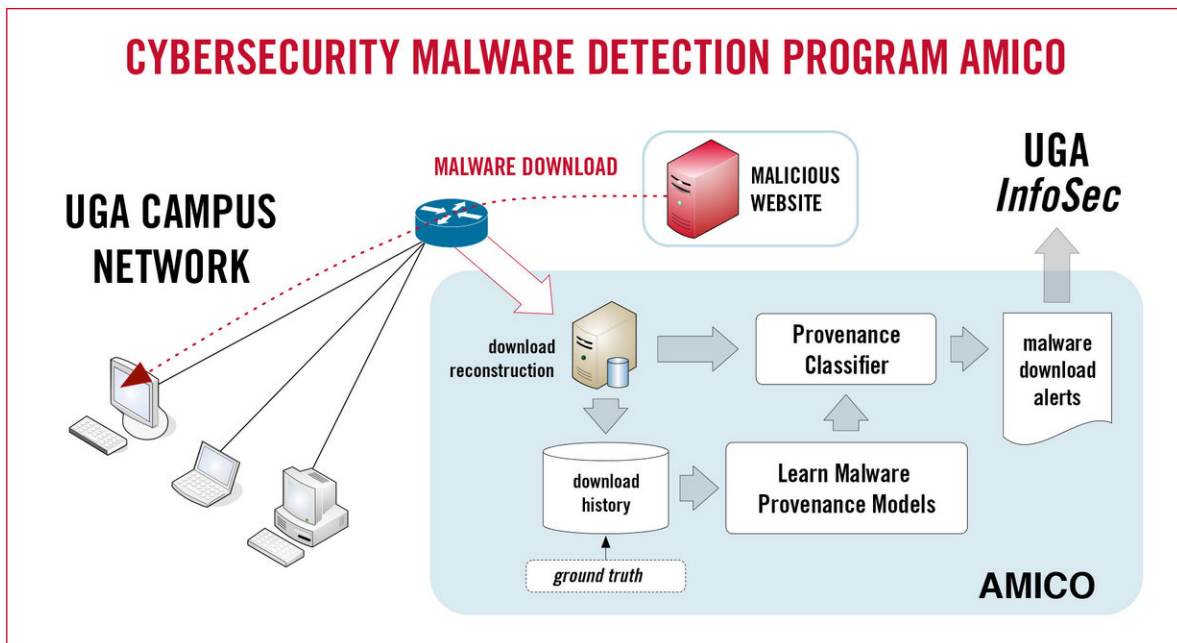 CYBERSECURITY MALWARE DETECTION PROGRAM AMICO
MALWARE DOWNLOAD
MALICIOUS
WEBSITE
UGA
InfoSec
UGA CAMPUS
NETWORK
download
reconstruction
Provenance
Classifier
malware
download
alerts
download
history
Learn Malware
Provenance Models
ground truth
AMICO